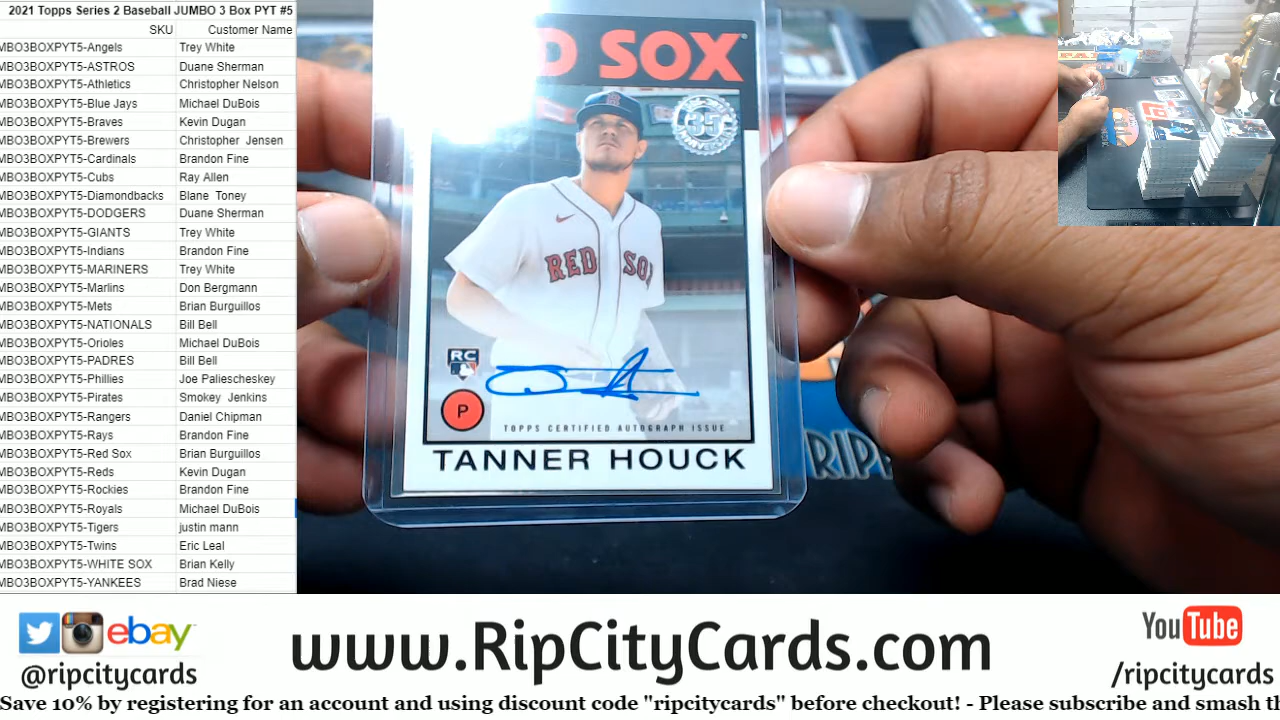 2021 Topps Series 2 Baseball JUMBO 3 Box PYT #5
SKU Customer Name
MBO3BOXPYT5-Angels Trey White
MBO3BOXPYT5-ASTROS Duane Sherman
MBO3BOXPYT5-Athletics Christopher Nelson
MBO3BOXPYT5-Blue Jays Michael DuBois
MBO3BOXPYT5-Braves Kevin Dugan
MBO3BOXPYT5-Brewers Christopher Jensen
MBO3BOXPYT5-Cardinals Brandon Fine
MBO3BOXPYT5-Cubs Ray Allen
MBO3BOXPYT5-Diamondbacks Blane Toney
MBO3BOXPYT5-DODGERS Duane Sherman
MBO3BOXPYT5-GIANTS Trey White
MBO3BOXPYT5-Indians Brandon Fine
MBO3BOXPYT5-MARINERS Trey White
MBO3BOXPYT5-Marlins Don Bergmann
MBO3BOXPYT5-Mets Brian Burguillos
MBO3BOXPYT5-NATIONALS Bill Bell
MBO3BOXPYT5-Orioles Michael DuBois
MBO3BOXPYT5-PADRES Bill Bell
MBO3BOXPYT5-Phillies Joe Paliescheskey
MBO3BOXPYT5-Pirates Smokey Jenkins
MBO3BOXPYT5-Rangers Daniel Chipman
MBO3BOXPYT5-Rays Brandon Fine
MBO3BOXPYT5-Red Sox Brian Burguillos
MBO3BOXPYT5-Reds Kevin Dugan
MBO3BOXPYT5-Rockies Brandon Fine
MBO3BOXPYT5-Royals Michael DuBois
MBO3BOXPYT5-Tigers justin mann
MBO3BOXPYT5-Twins Eric Leal
MBO3BOXPYT5-WHITE SOX Brian Kelly
MBO3BOXPYT5-YANKEES Brad Niese
D SOX
35
RED SOX
RC
P
TOPPS CERTIFIED AUTOGRAPH ISSUE
TANNER HOUCK
RIP
ebay
@ripcitycards
www.RipCityCards.com
YouTube
/ripcitycards
Save 10% by registering for an account and using discount code "ripcitycards" before checkout! - Please subscribe and smash th